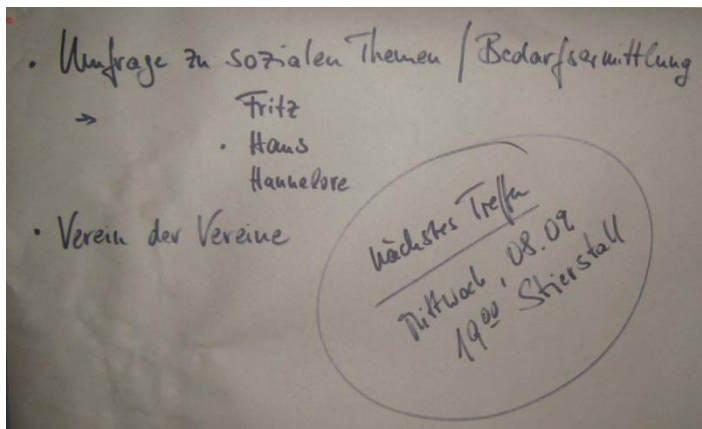 • Umfrage zu sozialen Themen / Bedarfsermittlung
→ Fritz
• Hans
Hannelore
• Verein der Vereine
nächstes Treffen
Mittwoch, 08.09
19⁰⁰ Stierstall